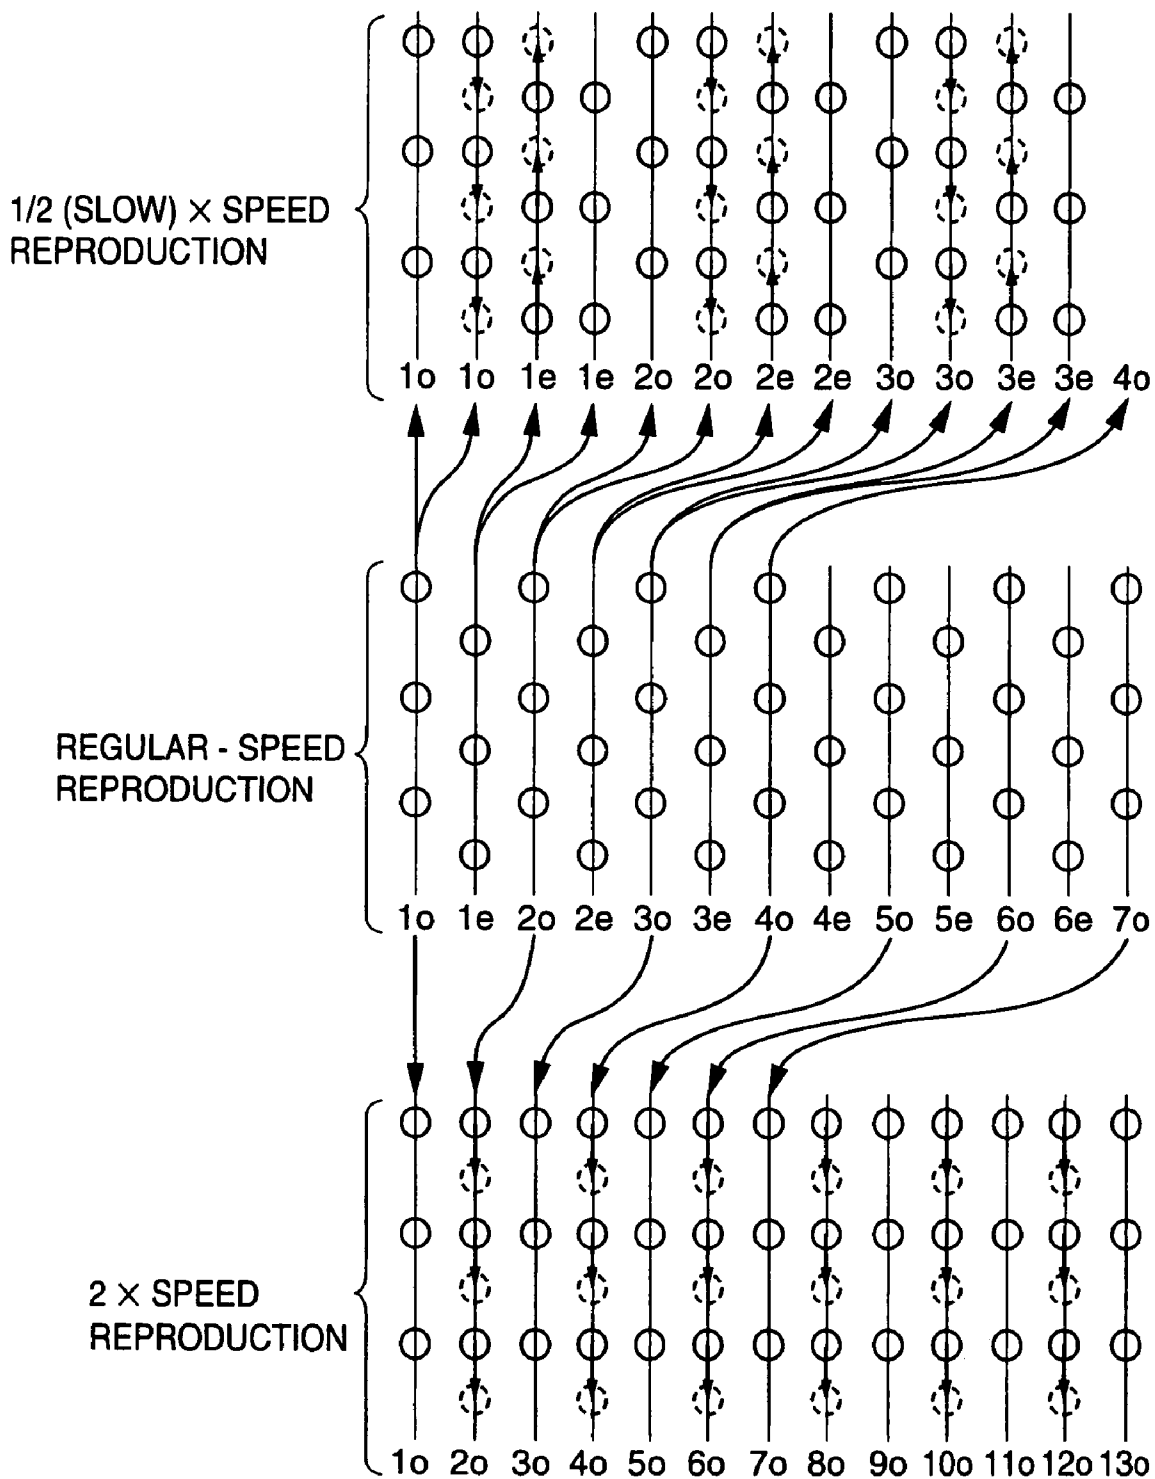 1/2 (SLOW) × SPEED
REPRODUCTION
1o 1o 1e 1e 2o 2o 2e 2e 3o 3o 3e 3e 4o
REGULAR - SPEED
REPRODUCTION
1o 1e 2o 2e 3o 3e 4o 4e 5o 5e 6o 6e 7o
2 × SPEED
REPRODUCTION
1o 2o 3o 4o 5o 6o 7o 8o 9o 10o 11o 12o 13o